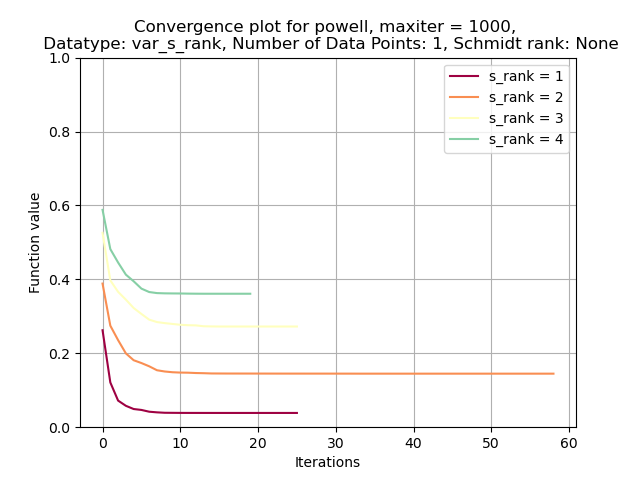 Convergence plot for powell, maxiter = 1000,
Datatype: var_s_rank, Number of Data Points: 1, Schmidt rank: None
1.0
0.8
0.6
0.4
0.2
0.0
Function value
s_rank = 1
s_rank = 2
s_rank = 3
s_rank = 4
0 10 20 30 40 50 60
Iterations